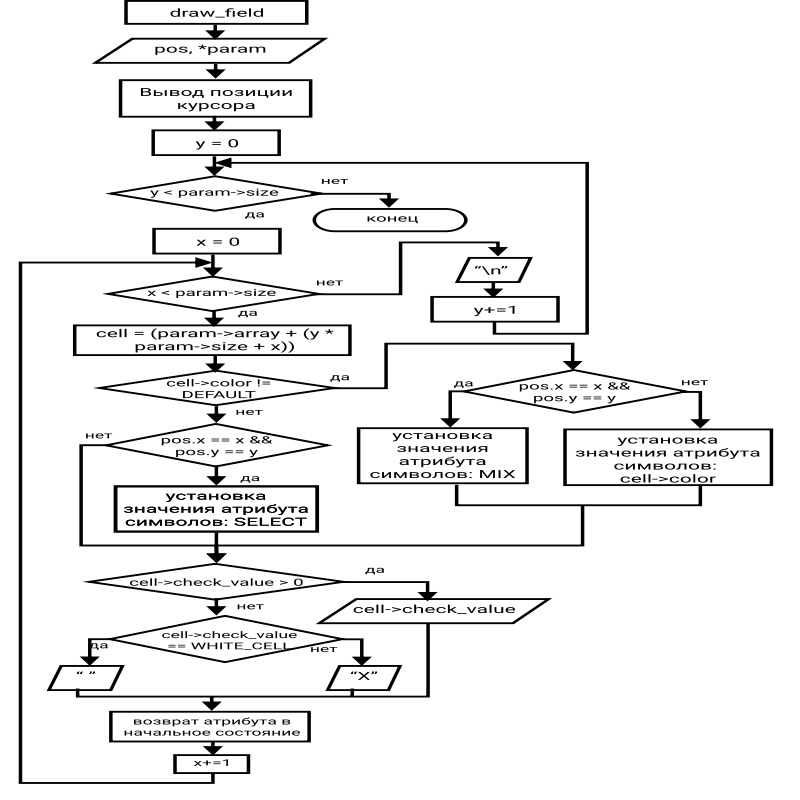 draw_field
pos, *param
Вывод позиции
курсора
y = 0
y < param->size
нет
да
конец
x = 0
x < param->size
нет
да
"\n"
y+=1
cell = (param->array + (y *
param->size + x))
cell->color !=
DEFAULT
да
нет
pos.x == x &&
pos.y == y
да
нет
установка
значения
атрибута
символов: MIX
установка
значения атрибута
символов:
cell->color
нет
pos.x == x &&
pos.y == y
да
установка
значения атрибута
символов: SELECT
cell->check_value > 0
да
нет
cell->check_value
cell->check_value
== WHITE_CELL
да
нет
" "
"X"
возврат атрибута в
начальное состояние
x+=1